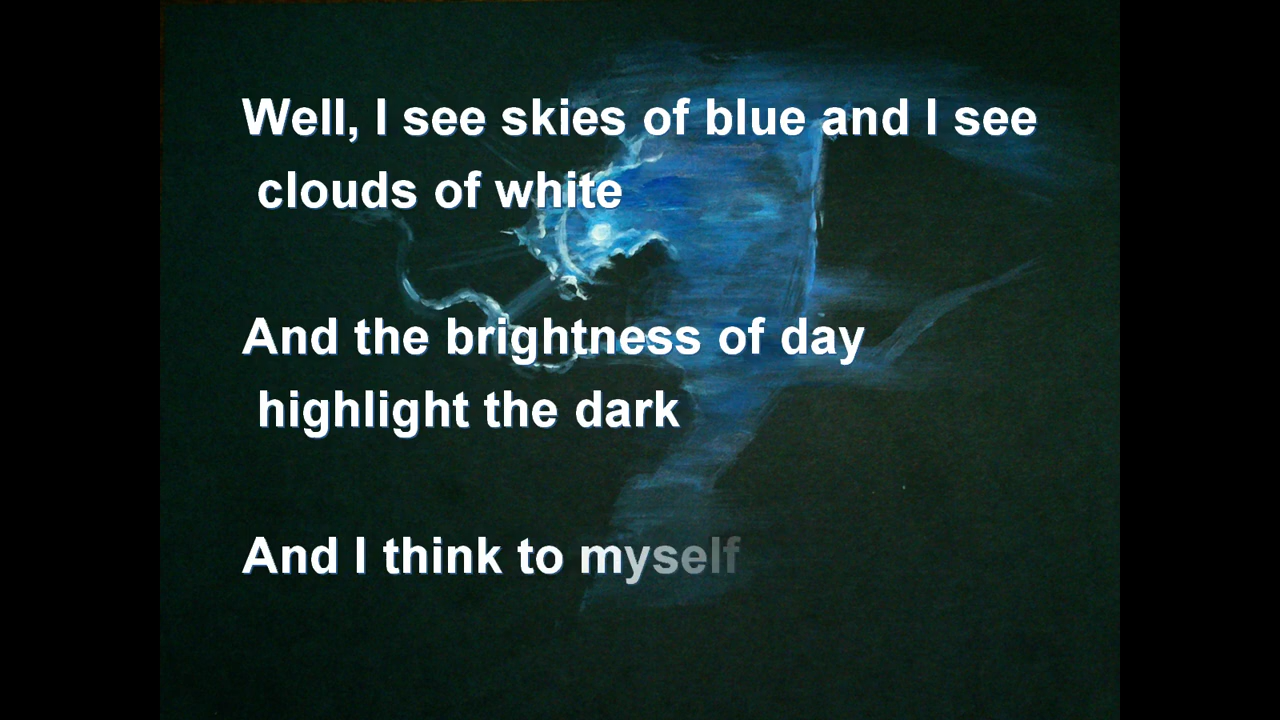 Well, I see skies of blue and I see
clouds of white
And the brightness of day
highlight the dark
And I think to myself